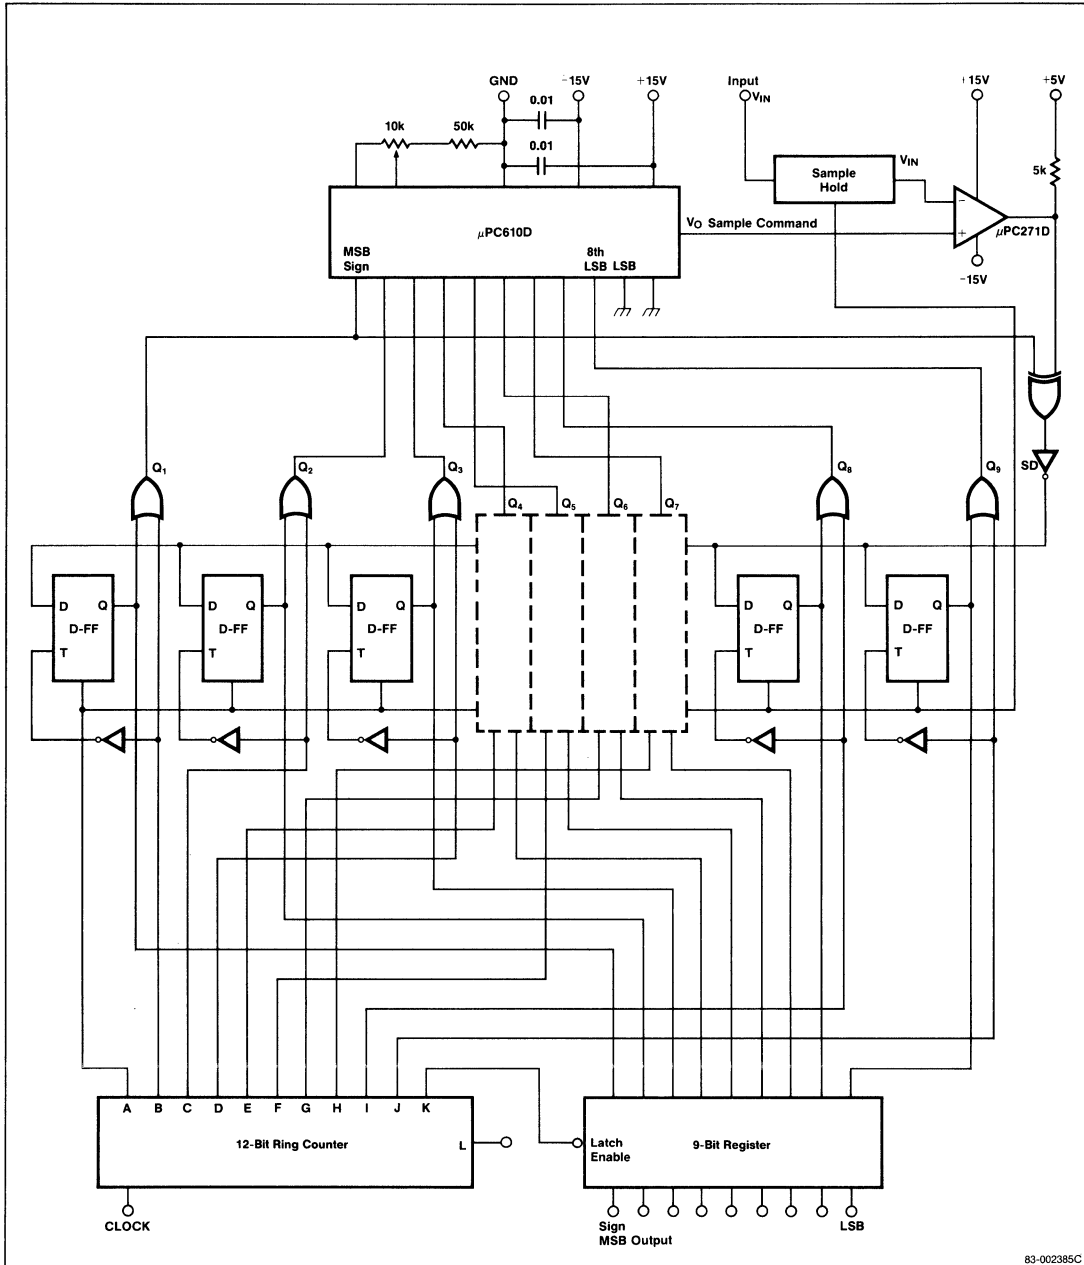 GND
-15V
+15V
Input
+15V
+5V
VIN
0.01
10k
50k
0.01
5k
Sample
Hold
VIN
µPC610D
VO Sample Command
-
+
µPC271D
-15V
MSB
Sign
8th
LSB
LSB
SD
Q1
Q2
Q3
Q4
Q5
Q6
Q7
Q8
Q9
D Q
D-FF
T
D Q
D-FF
T
D Q
D-FF
T
D Q
D-FF
T
D Q
D-FF
T
A B C D E F G H I J K
12-Bit Ring Counter
L
Latch
Enable
9-Bit Register
CLOCK
Sign
MSB Output
LSB
83-002385C